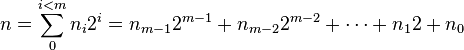 n = \sum_{0}^{i<m} n_i 2^i = n_{m-1} 2^{m-1} + n_{m-2} 2^{m-2} + \cdots + n_1 2 + n_0